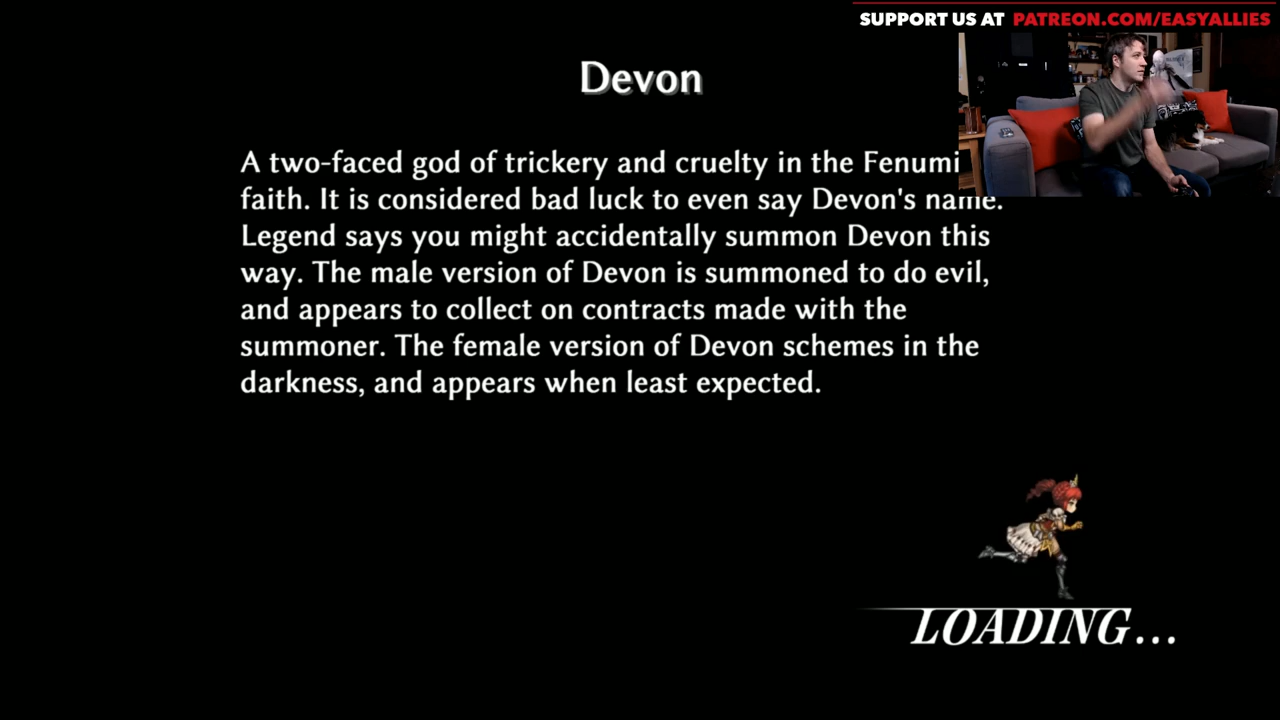 SUPPORT US AT PATREON.COM/EASYALLIES
Devon
A two-faced god of trickery and cruelty in the Fenumi
faith. It is considered bad luck to even say Devon's name.
Legend says you might accidentally summon Devon this
way. The male version of Devon is summoned to do evil,
and appears to collect on contracts made with the
summoner. The female version of Devon schemes in the
darkness, and appears when least expected.
LOADING...